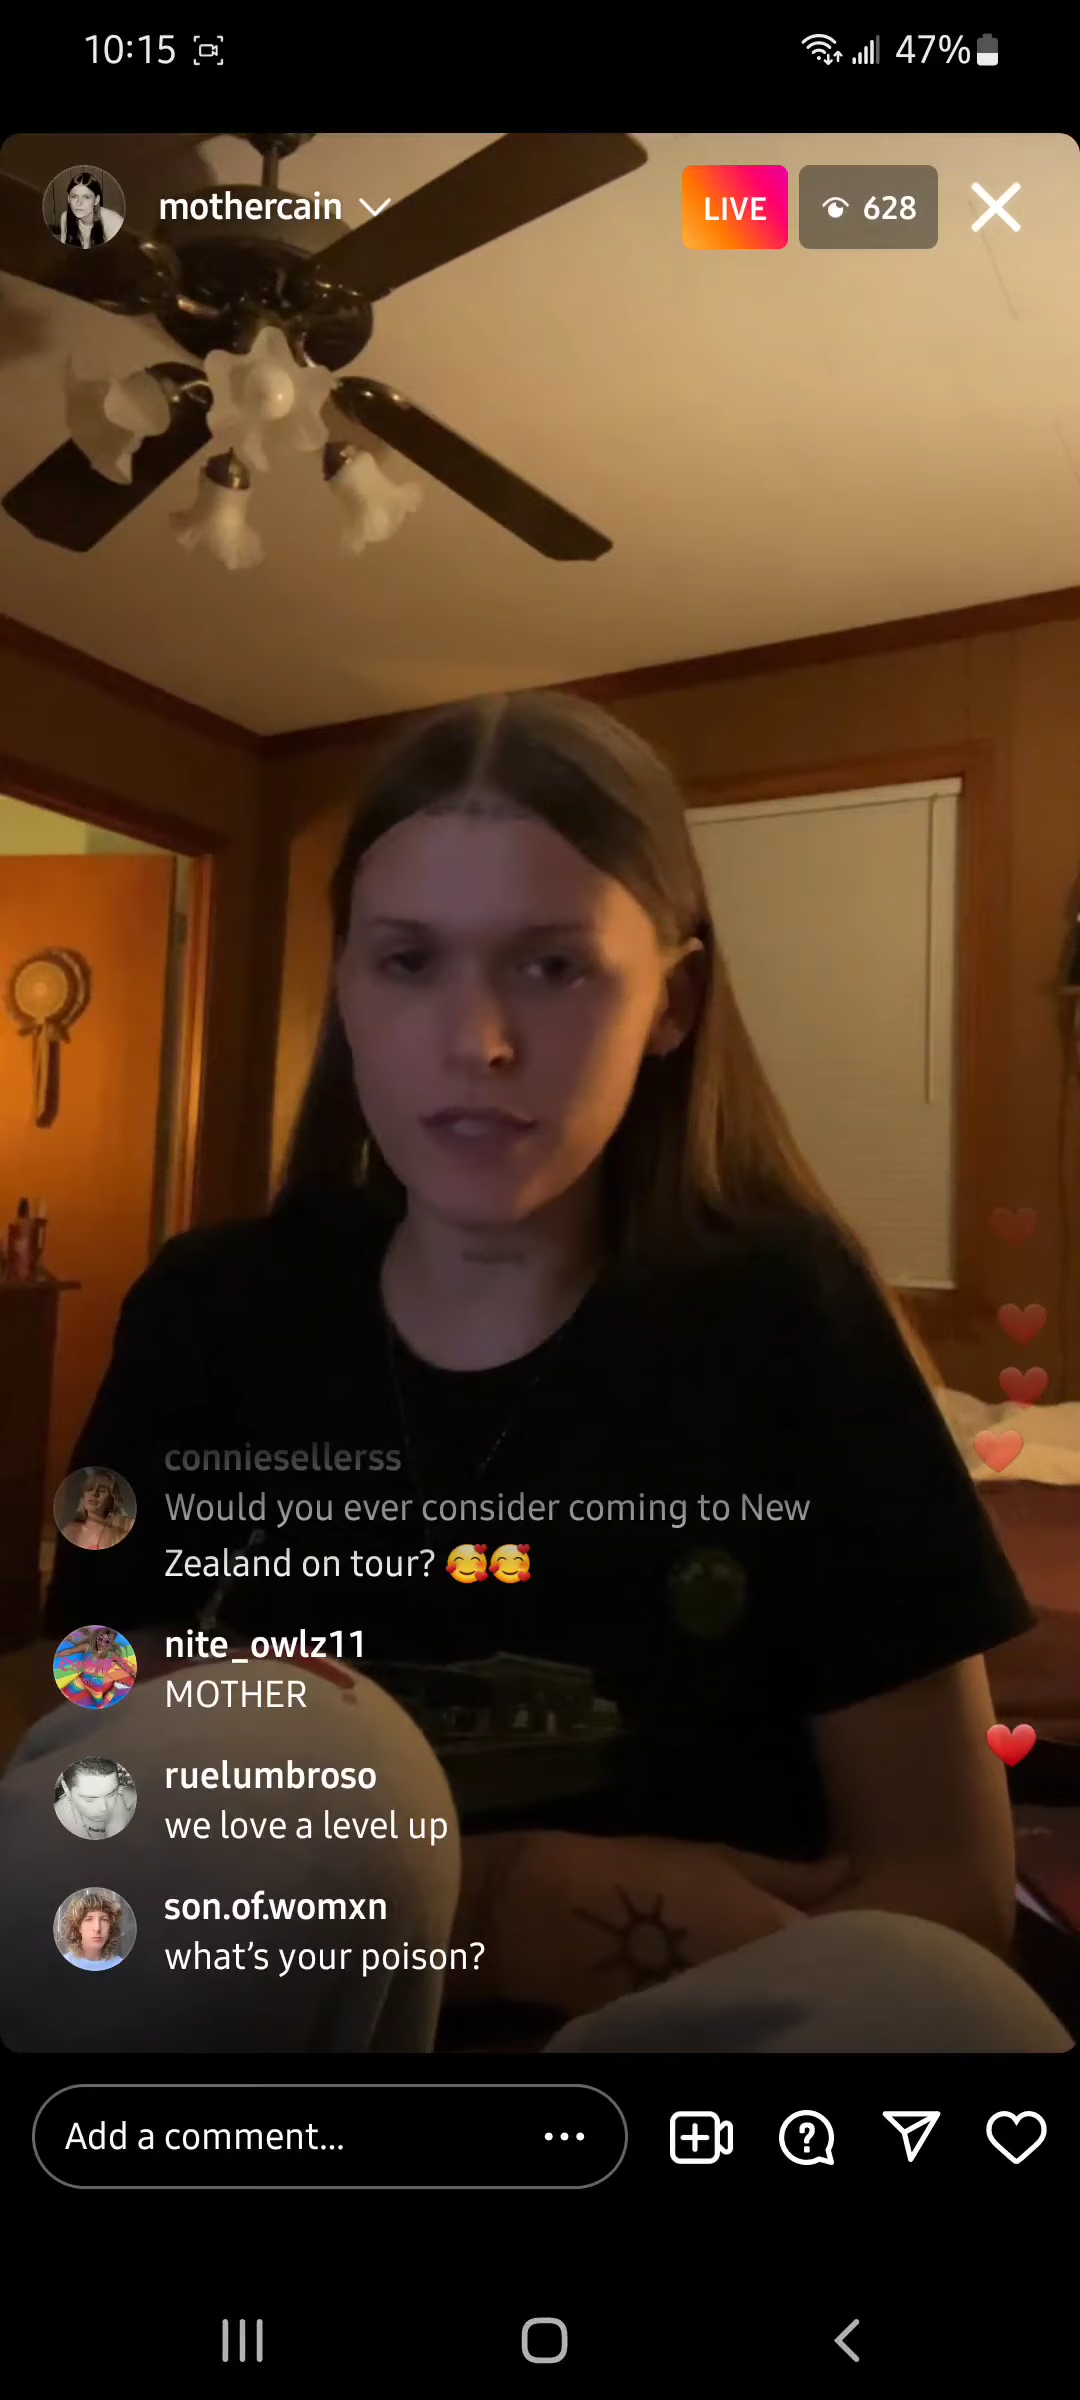 10:15
47%
mothercain
LIVE
628
conniesellerss
Would you ever consider coming to New
Zealand on tour? 🥰🥰
nite_owlz11
MOTHER
ruelumbroso
we love a level up
son.of.womxn
what's your poison?
Add a comment...